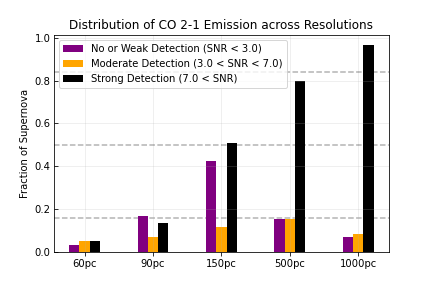 Distribution of CO 2-1 Emission across Resolutions
No or Weak Detection (SNR < 3.0)
Moderate Detection (3.0 < SNR < 7.0)
Strong Detection (7.0 < SNR)
Fraction of Supernova
1.0
0.8
0.6
0.4
0.2
0.0
60pc 90pc 150pc 500pc 1000pc